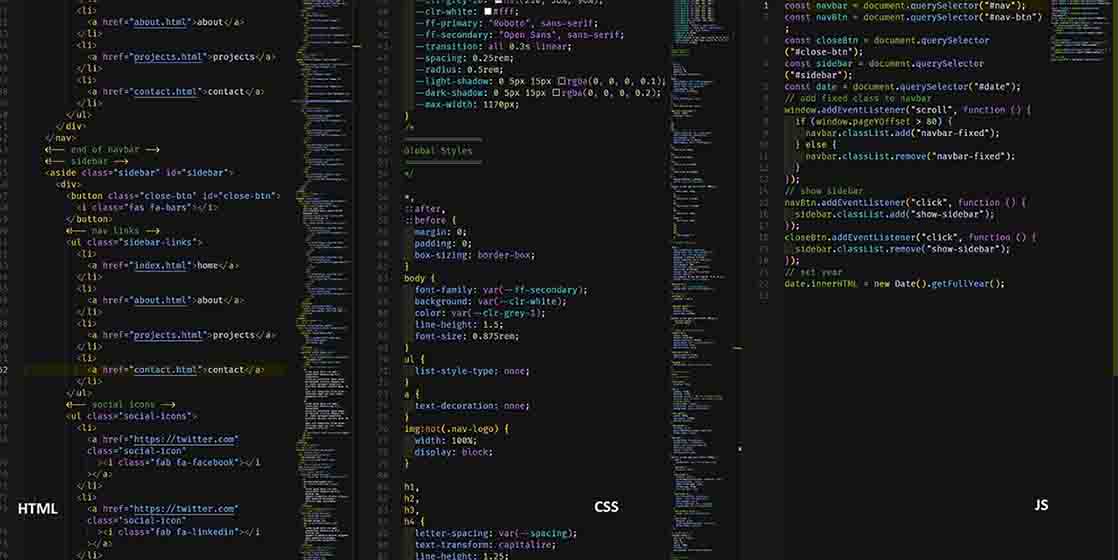 <li>
<a href="about.html">about</a>
</li>
<li>
<a href="projects.html">projects</a>
</li>
<li>
<a href="contact.html">contact</a>
</li>
</ul>
</div>
</nav>
<!-- end of navbar -->
<!-- sidebar -->
<aside class="sidebar" id="sidebar">
<div>
<button class="close-btn" id="close-btn">
<i class="fas fa-bars"></i>
</button>
<!-- nav links -->
<ul class="sidebar-links">
<li>
<a href="index.html">home</a>
</li>
<li>
<a href="about.html">about</a>
</li>
<li>
<a href="projects.html">projects</a>
</li>
<li>
<a href="contact.html">contact</a>
</li>
</ul>
<!-- social icons -->
<ul class="social-icons">
<li>
<a href="https://twitter.com"
class="social-icon"
><i class="fab fa-facebook"></i
></a>
</li>
<li>
<a href="https://twitter.com"
class="social-icon"
><i class="fab fa-linkedin"></i
></a>
</li>
HTML
--clr-white: #fff;
--ff-primary: "Roboto", sans-serif;
--ff-secondary: "Open Sans", sans-serif;
--transition: all 0.3s linear;
--spacing: 0.25rem;
--radius: 0.5rem;
--light-shadow: 0 5px 15px rgba(0, 0, 0, 0.1);
--dark-shadow: 0 5px 15px rgba(0, 0, 0, 0.2);
--max-width: 1170px;
}
/*
===============
Global Styles
===============
*/
*,
::after,
::before {
margin: 0;
padding: 0;
box-sizing: border-box;
}
body {
font-family: var(--ff-secondary);
background: var(--clr-white);
color: var(--clr-grey-1);
line-height: 1.5;
font-size: 0.875rem;
}
ul {
list-style-type: none;
}
a {
text-decoration: none;
}
img:not(.nav-logo) {
width: 100%;
display: block;
}
h1,
h2,
h3,
h4 {
letter-spacing: var(--spacing);
text-transform: capitalize;
line-height: 1.25;
CSS
const navbar = document.querySelector("#nav");
const navBtn = document.querySelector("#nav-btn")
;
const closeBtn = document.querySelector
("#close-btn");
const sidebar = document.querySelector
("#sidebar");
const date = document.querySelector("#date");
// add fixed class to navbar
window.addEventListener("scroll", function () {
if (window.pageYOffset > 80) {
navbar.classList.add("navbar-fixed");
} else {
navbar.classList.remove("navbar-fixed");
}
});
// show sidebar
navBtn.addEventListener("click", function () {
sidebar.classList.add("show-sidebar");
});
closeBtn.addEventListener("click", function () {
sidebar.classList.remove("show-sidebar");
});
// set year
date.innerHTML = new Date().getFullYear();
JS